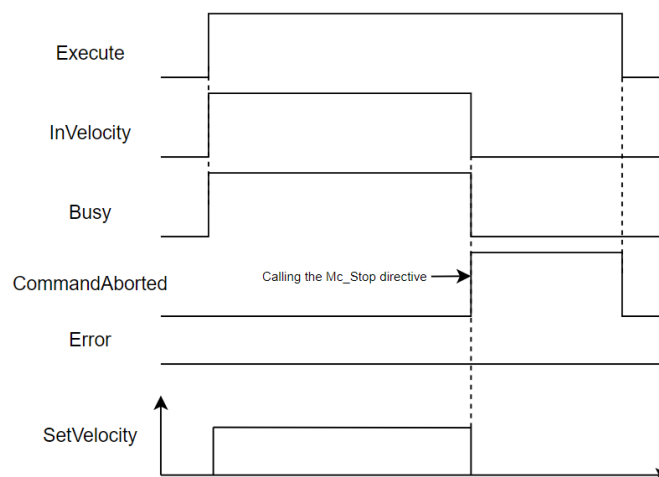 Execute
InVelocity
Busy
Calling the Mc_Stop directive
CommandAborted
Error
SetVelocity